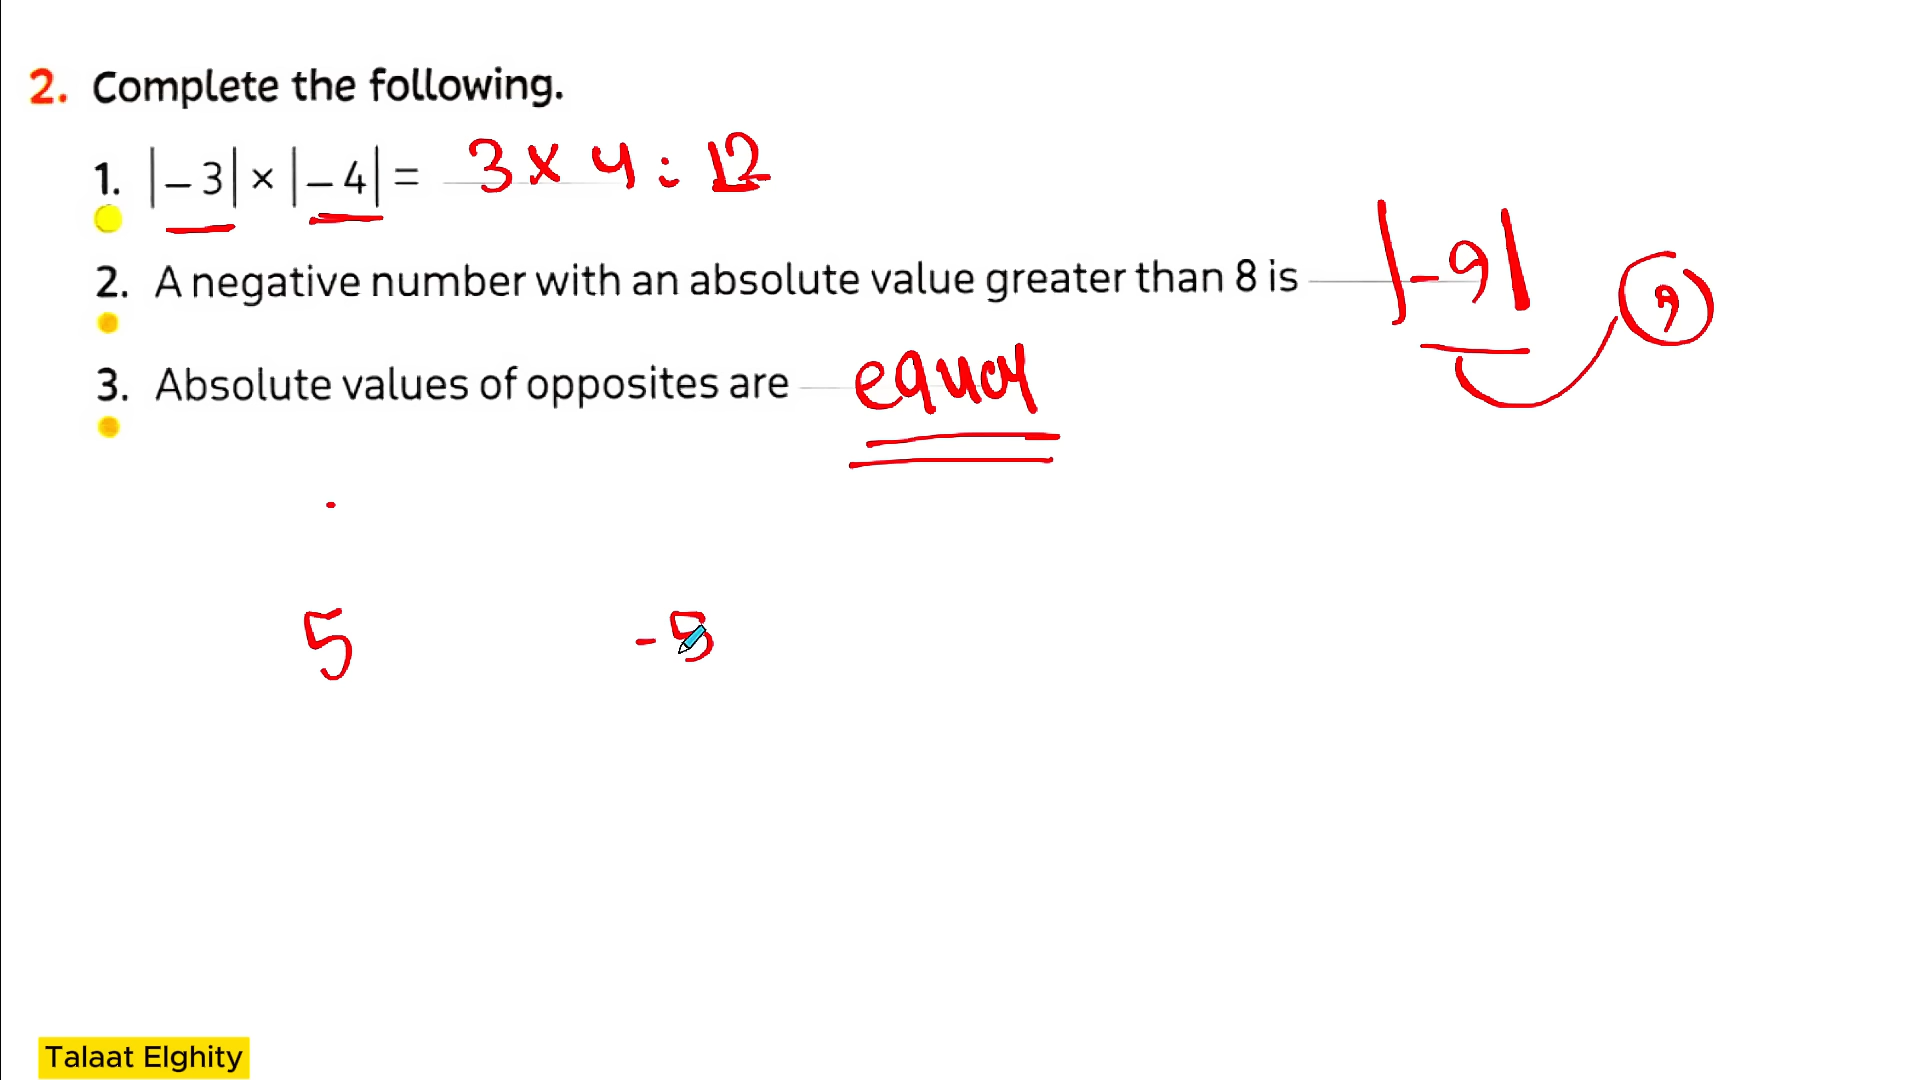 2. Complete the following.
1. |−3| × |−4| = 3 × 4 = 12
2. A negative number with an absolute value greater than 8 is |-9| 9
3. Absolute values of opposites are equal
5 -5
Talaat Elghity